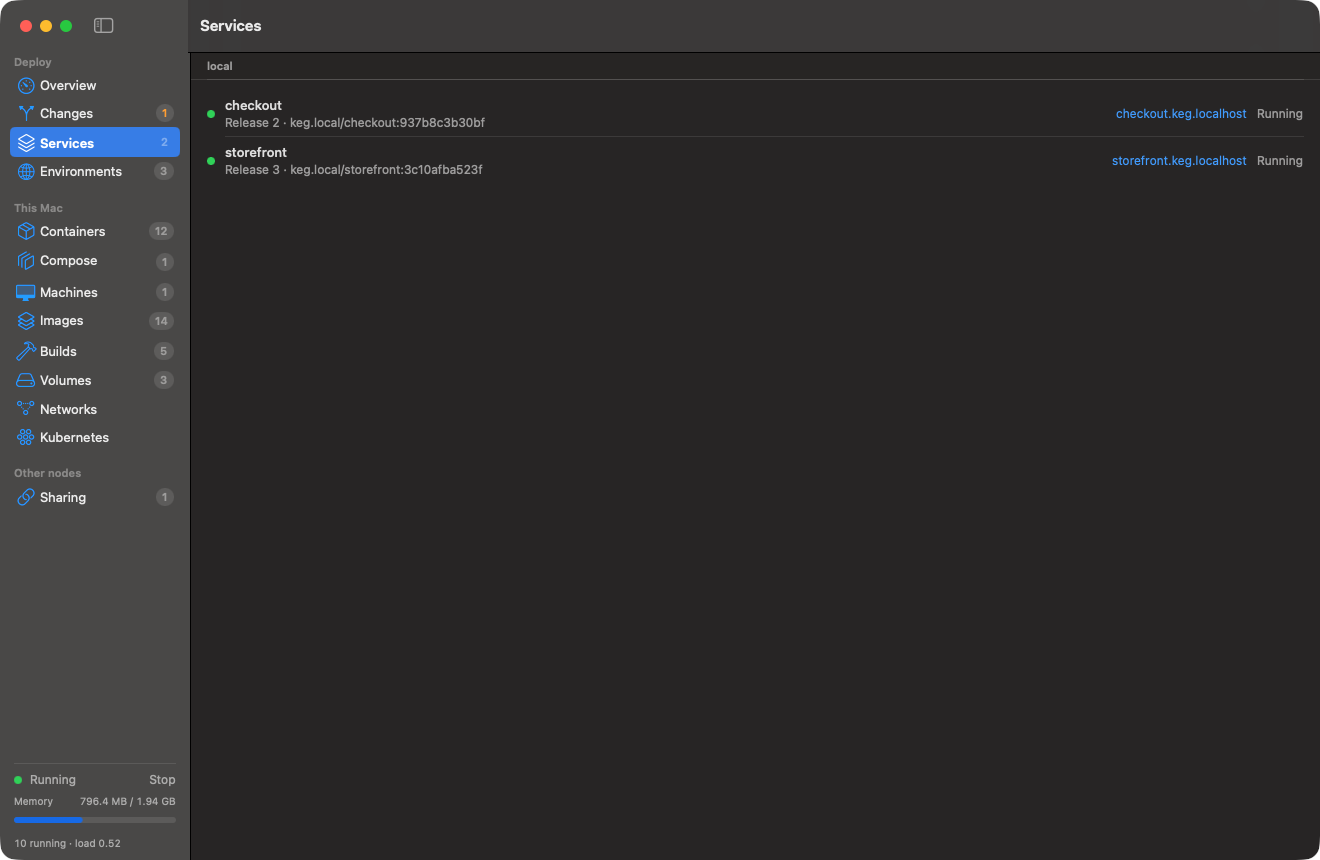 Services
Deploy
Overview
Changes 1
Services 2
Environments 3
This Mac
Containers 12
Compose 1
Machines 1
Images 14
Builds 5
Volumes 3
Networks
Kubernetes
Other nodes
Sharing 1
Running Stop
Memory 796.4 MB / 1.94 GB
10 running · load 0.52
local
checkout
Release 2 · keg.local/checkout:937b8c3b30bf
checkout.keg.localhost Running
storefront
Release 3 · keg.local/storefront:3c10afba523f
storefront.keg.localhost Running